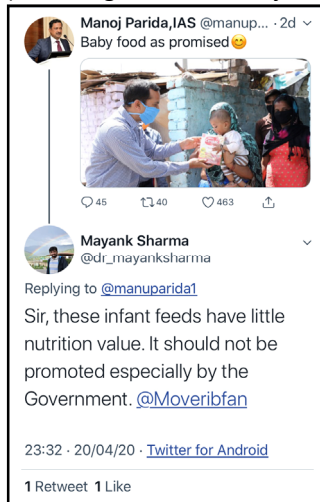 Manoj Parida,IAS @manup... · 2d
Baby food as promised😊
45 40 463
Mayank Sharma
@dr_mayanksharma
Replying to @manuparida1
Sir, these infant feeds have little
nutrition value. It should not be
promoted especially by the
Government. @Moveribfan
23:32 · 20/04/20 · Twitter for Android
1 Retweet 1 Like